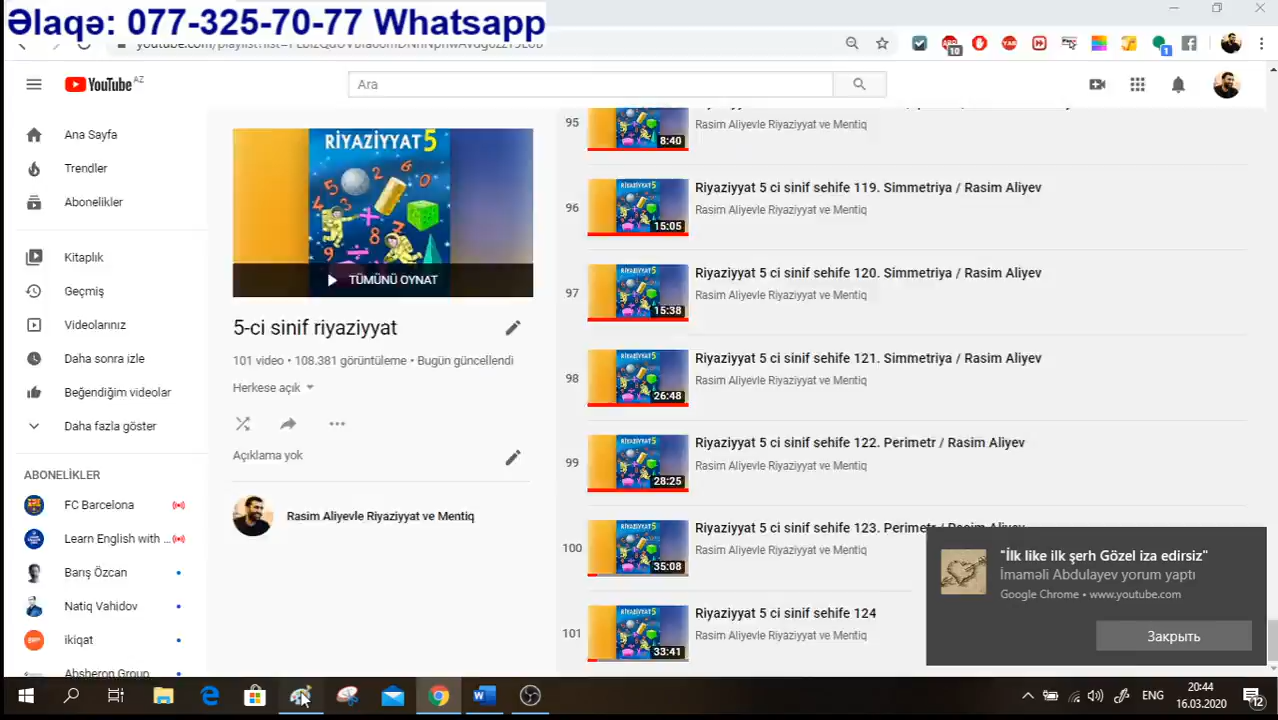 Əlaqə: 077-325-70-77 Whatsapp
YouTube AZ
Ara
10
1
Ana Sayfa
Trendler
Abonelikler
Kitaplık
Geçmiş
Videolarınız
Daha sonra izle
Beğendiğim videolar
Daha fazla göster
ABONELİKLER
FC Barcelona
Learn English with ...
Barış Özcan
Natiq Vahidov
ikiqat
Absheron Group
RİYAZİYYAT 5
TÜMÜNÜ OYNAT
5-ci sinif riyaziyyat
101 video • 108.381 görüntüleme • Bugün güncellendi
Herkese açık
Açıklama yok
Rasim Aliyevle Riyaziyyat ve Mentiq
95
8:40
Rasim Aliyevle Riyaziyyat ve Mentiq
96
15:05
Riyaziyyat 5 ci sinif sehife 119. Simmetriya / Rasim Aliyev
Rasim Aliyevle Riyaziyyat ve Mentiq
97
15:38
Riyaziyyat 5 ci sinif sehife 120. Simmetriya / Rasim Aliyev
Rasim Aliyevle Riyaziyyat ve Mentiq
98
26:48
Riyaziyyat 5 ci sinif sehife 121. Simmetriya / Rasim Aliyev
Rasim Aliyevle Riyaziyyat ve Mentiq
99
28:25
Riyaziyyat 5 ci sinif sehife 122. Perimetr / Rasim Aliyev
Rasim Aliyevle Riyaziyyat ve Mentiq
100
35:08
Riyaziyyat 5 ci sinif sehife 123. Perimetr / Rasim Aliyev
Rasim Aliyevle Riyaziyyat ve Mentiq
101
33:41
Riyaziyyat 5 ci sinif sehife 124
Rasim Aliyevle Riyaziyyat ve Mentiq
"İlk like ilk şerh Gözel iza edirsiz"
İmaməli Abdulayev yorum yaptı
Google Chrome • www.youtube.com
Закрыть
ENG
20:44
16.03.2020
12